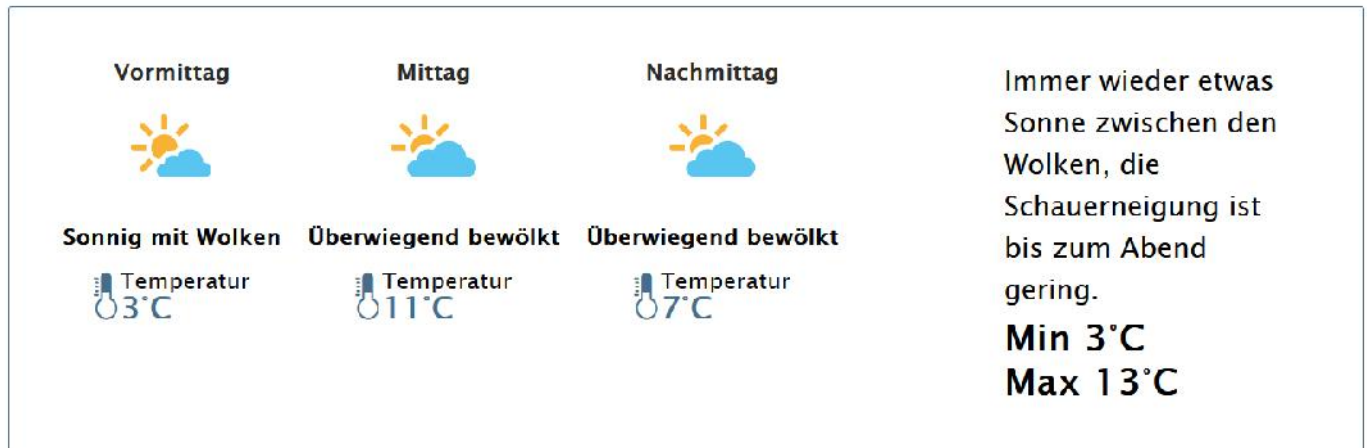 Vormittag
Mittag
Nachmittag
Sonnig mit Wolken
Überwiegend bewölkt
Überwiegend bewölkt
Temperatur
3°C
Temperatur
11°C
Temperatur
7°C
Immer wieder etwas
Sonne zwischen den
Wolken, die
Schauerneigung ist
bis zum Abend
gering.
Min 3°C
Max 13°C